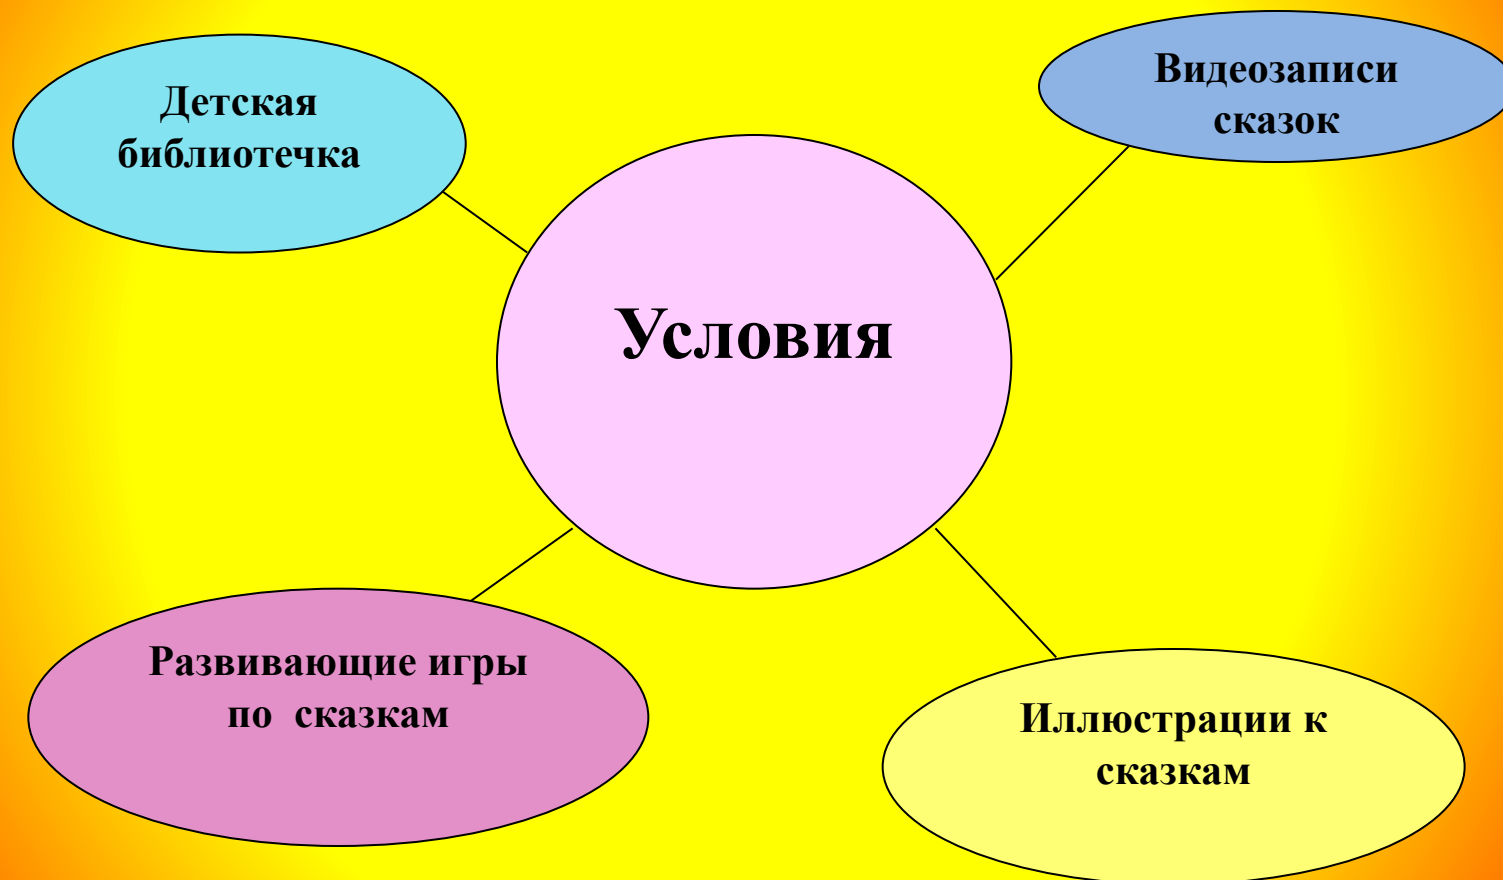 Детская
библиотечка
Видеозаписи
сказок
Условия
Развивающие игры
по  сказкам
Иллюстрации к
сказкам